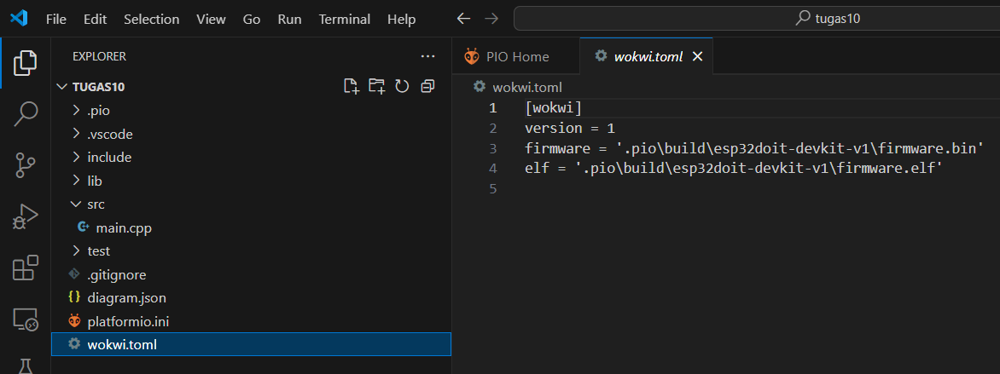 File Edit Selection View Go Run Terminal Help
tugas10
EXPLORER
PIO Home
wokwi.toml
TUGAS10
wokwi.toml
.pio
1 [wokwi]
.vscode
2 version = 1
include
3 firmware = '.pio\build\esp32doit-devkit-v1\firmware.bin'
lib
4 elf = '.pio\build\esp32doit-devkit-v1\firmware.elf'
5
src
main.cpp
test
.gitignore
diagram.json
platformio.ini
wokwi.toml